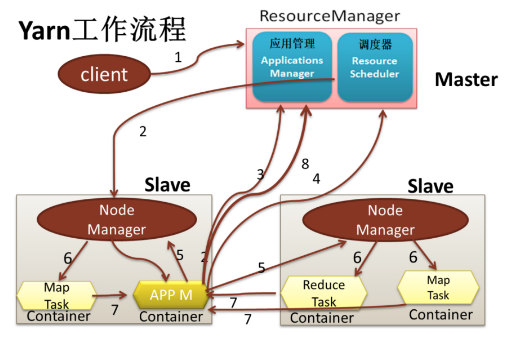 Yarn工作流程
ResourceManager
应用管理
Applications
Manager
调度器
Resource
Scheduler
Master
client
1
2
3
8
4
Slave
Node
Manager
6
5
2
Map
Task
Container
7
APP M
Container
Slave
Node
Manager
5
6
6
7
7
Reduce
Task
Container
Map
Task
Container